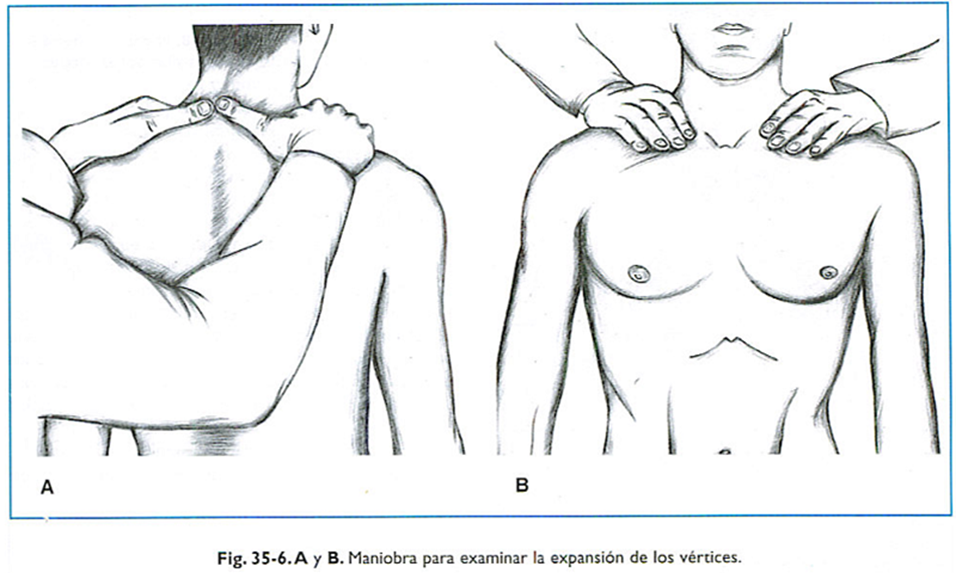 A
B
Fig. 35-6. A y B. Maniobra para examinar la expansión de los vértices.